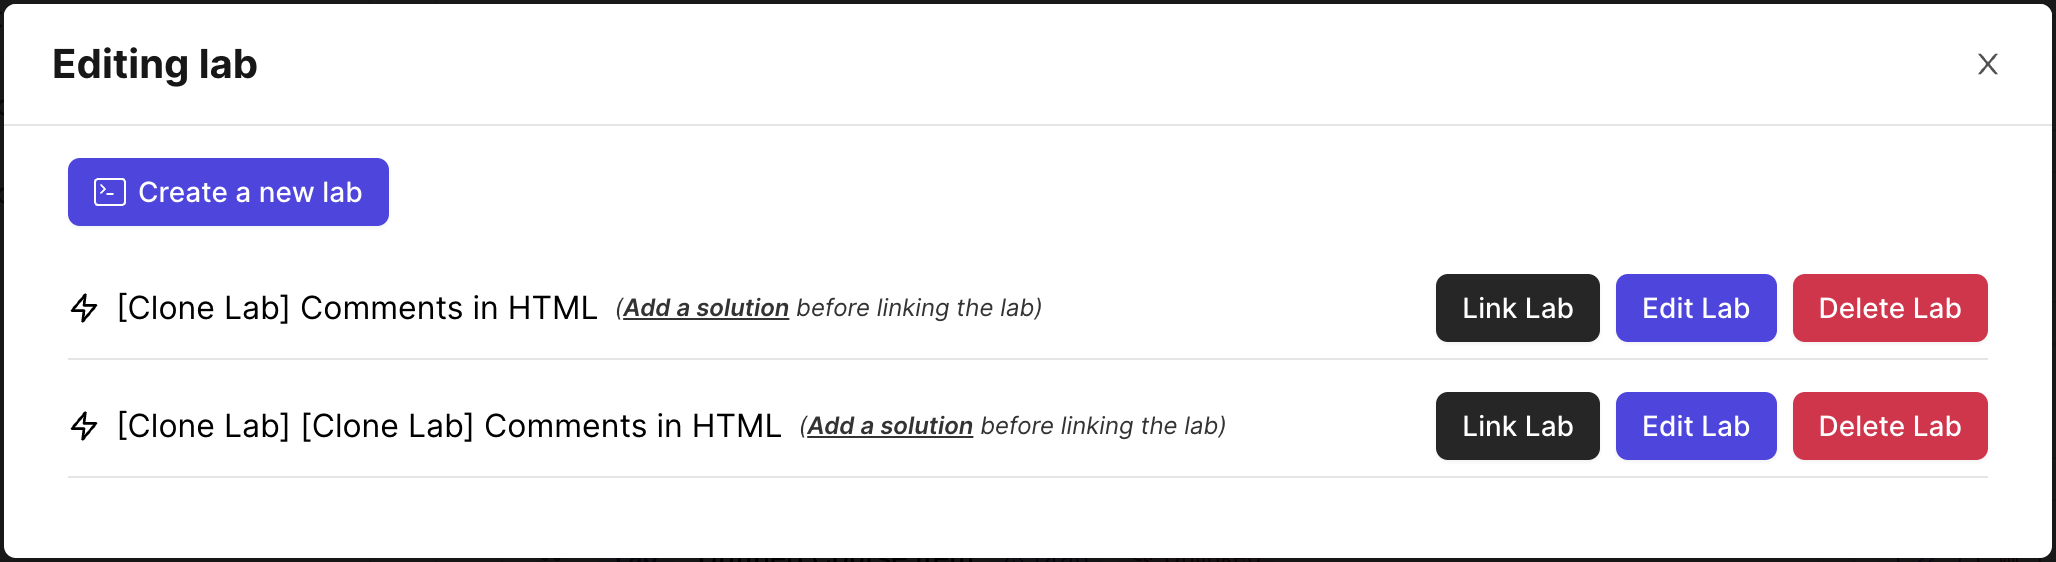 Editing lab
Create a new lab
[Clone Lab] Comments in HTML (Add a solution before linking the lab) Link Lab Edit Lab Delete Lab
[Clone Lab] [Clone Lab] Comments in HTML (Add a solution before linking the lab) Link Lab Edit Lab Delete Lab